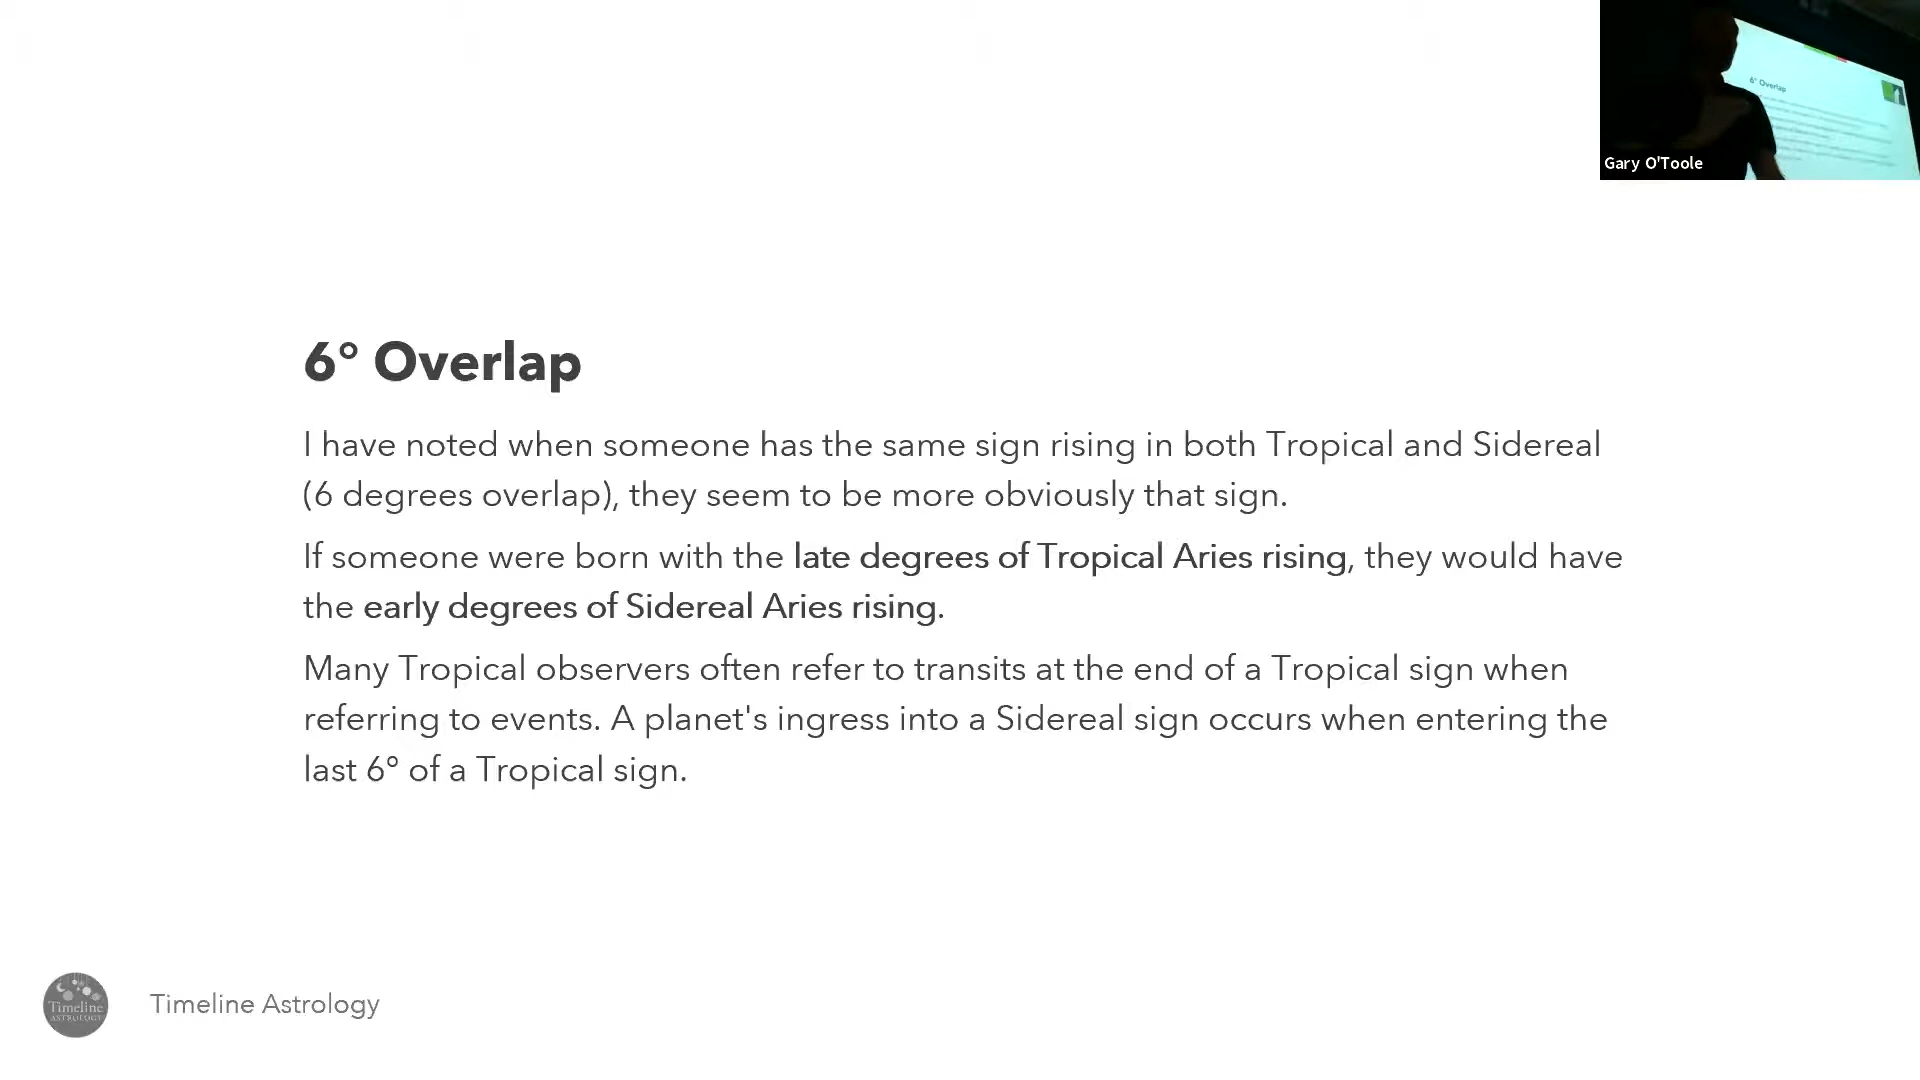 6° Overlap
Gary O'Toole
6° Overlap
I have noted when someone has the same sign rising in both Tropical and Sidereal
(6 degrees overlap), they seem to be more obviously that sign.
If someone were born with the late degrees of Tropical Aries rising, they would have
the early degrees of Sidereal Aries rising.
Many Tropical observers often refer to transits at the end of a Tropical sign when
referring to events. A planet's ingress into a Sidereal sign occurs when entering the
last 6° of a Tropical sign.
Timeline
ASTROLOGY
Timeline Astrology